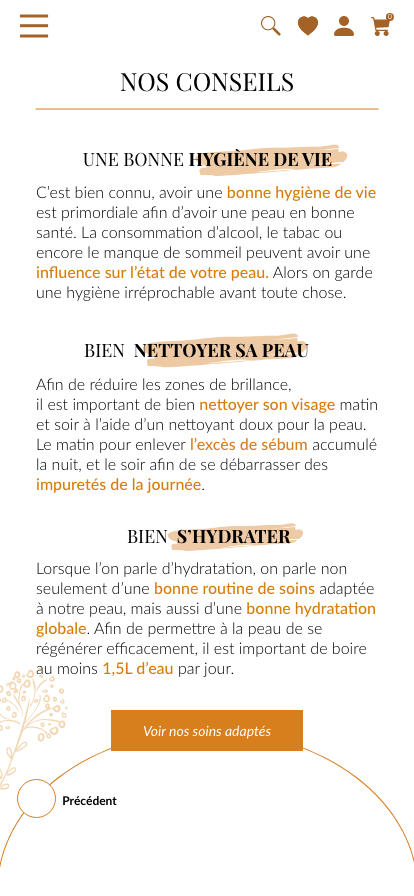 0
NOS CONSEILS
UNE BONNE HYGIÈNE DE VIE
C'est bien connu, avoir une bonne hygiène de vie
est primordiale afin d'avoir une peau en bonne
santé. La consommation d'alcool, le tabac ou
encore le manque de sommeil peuvent avoir une
influence sur l'état de votre peau. Alors on garde
une hygiène irréprochable avant toute chose.
BIEN NETTOYER SA PEAU
Afin de réduire les zones de brillance,
il est important de bien nettoyer son visage matin
et soir à l'aide d'un nettoyant doux pour la peau.
Le matin pour enlever l'excès de sébum accumulé
la nuit, et le soir afin de se débarrasser des
impuretés de la journée.
BIEN S'HYDRATER
Lorsque l'on parle d'hydratation, on parle non
seulement d'une bonne routine de soins adaptée
à notre peau, mais aussi d'une bonne hydratation
globale. Afin de permettre à la peau de se
régénérer efficacement, il est important de boire
au moins 1,5L d'eau par jour.
Voir nos soins adaptés
Précédent